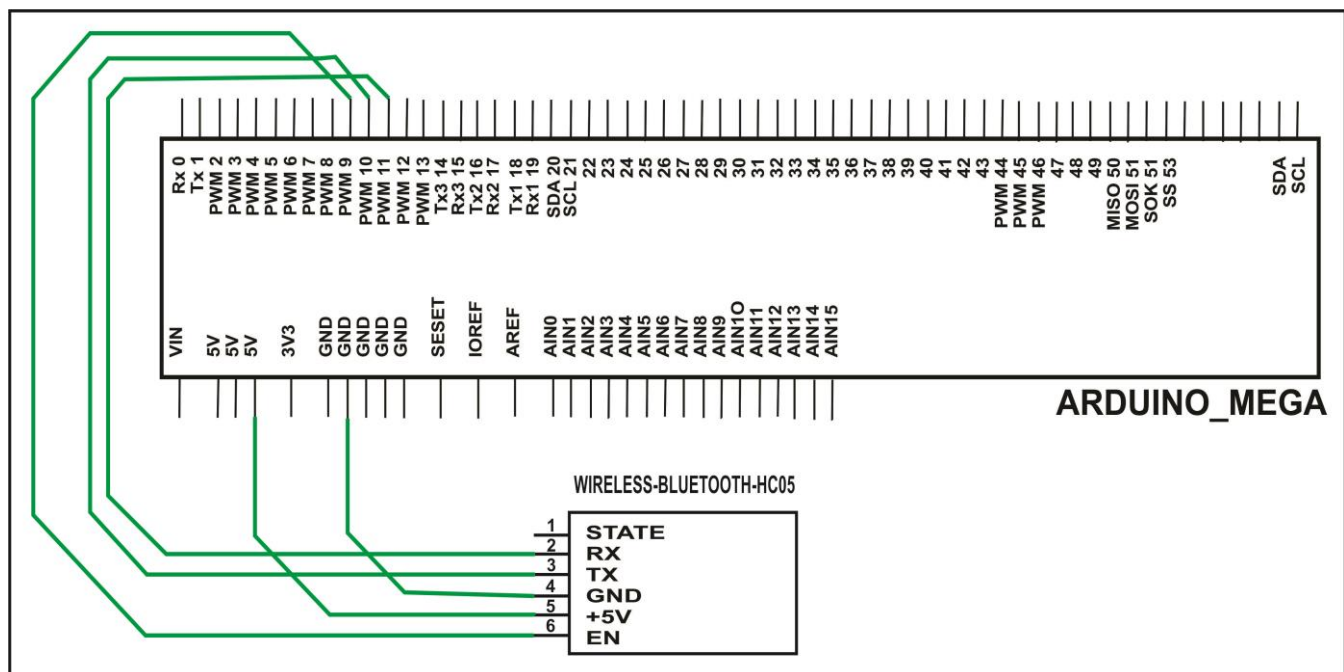 Rx 0
Tx 1
PWM 2
PWM 3
PWM 4
PWM 5
PWM 6
PWM 7
PWM 8
PWM 9
PWM 10
PWM 11
PWM 12
PWM 13
Tx3 14
Rx3 15
Tx2 16
Rx2 17
Tx1 18
Rx1 19
SDA 20
SCL 21
22
23
24
25
26
27
28
29
30
31
32
33
34
35
36
37
38
39
40
41
42
43
PWM 44
PWM 45
PWM 46
47
48
49
MISO 50
MOSI 51
SOK 51
SS 53
SDA
SCL
VIN
5V
5V
5V
3V3
GND
GND
GND
GND
GND
SESET
IOREF
AREF
AIN0
AIN1
AIN2
AIN3
AIN4
AIN5
AIN6
AIN7
AIN8
AIN9
AIN1O
AIN11
AIN12
AIN13
AIN14
AIN15
ARDUINO_MEGA
WIRELESS-BLUETOOTH-HC05
1 STATE
2 RX
3 TX
4 GND
5 +5V
6 EN